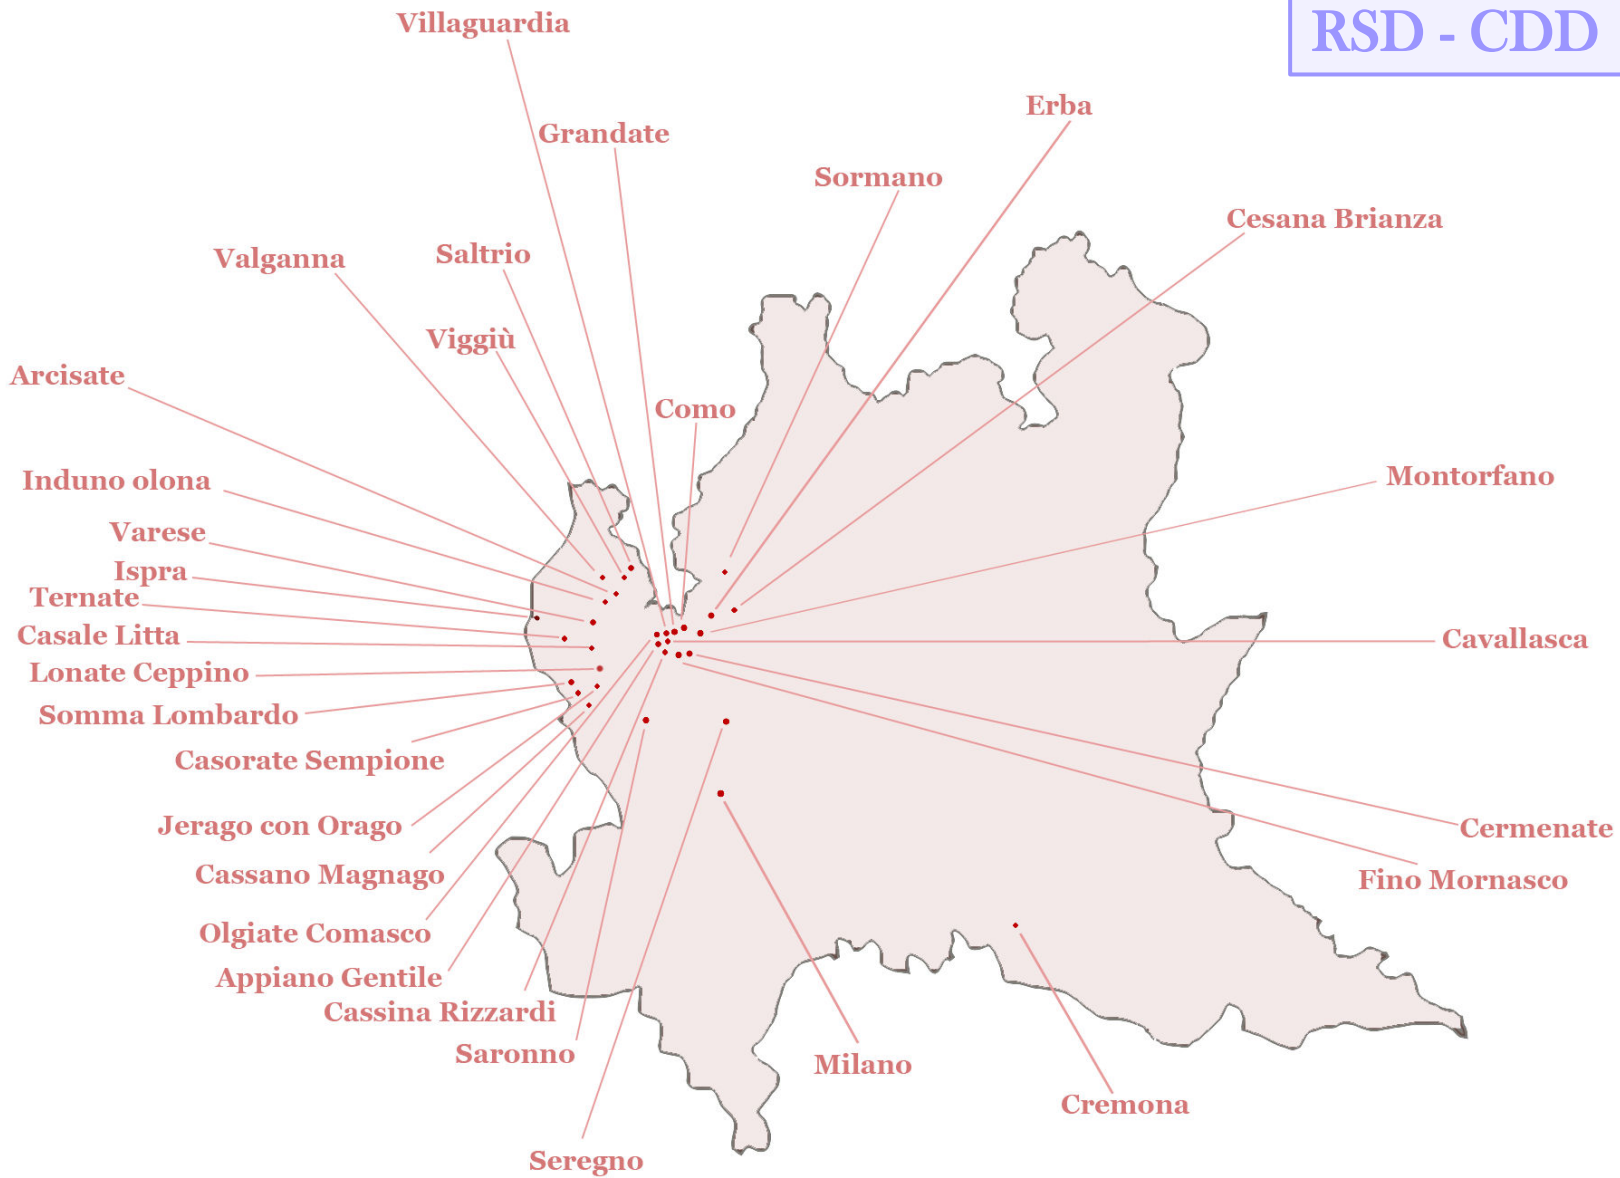 RSD - CDD
Villaguardia
Erba
Grandate
Sormano
Cesana Brianza
Saltrio
Valganna
Viggiù
Arcisate
Como
Montorfano
Induno olona
Varese
Ispra
Ternate
Casale Litta
Cavallasca
Lonate Ceppino
Somma Lombardo
Casorate Sempione
Jerago con Orago
Cermenate
Cassano Magnago
Fino Mornasco
Olgiate Comasco
Appiano Gentile
Cassina Rizzardi
Saronno
Milano
Cremona
Seregno